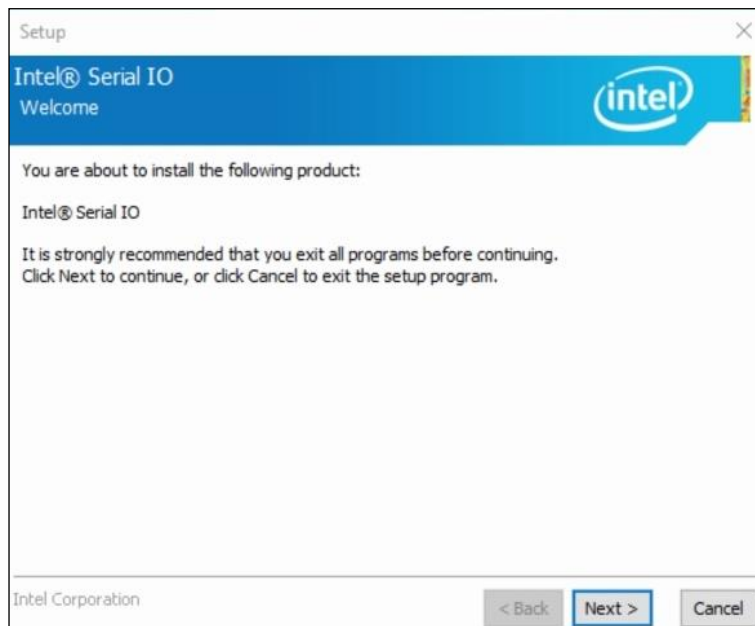 Setup
Intel® Serial IO
Welcome
intel
You are about to install the following product:
Intel® Serial IO
It is strongly recommended that you exit all programs before continuing.
Click Next to continue, or click Cancel to exit the setup program.
Intel Corporation
< Back Next > Cancel